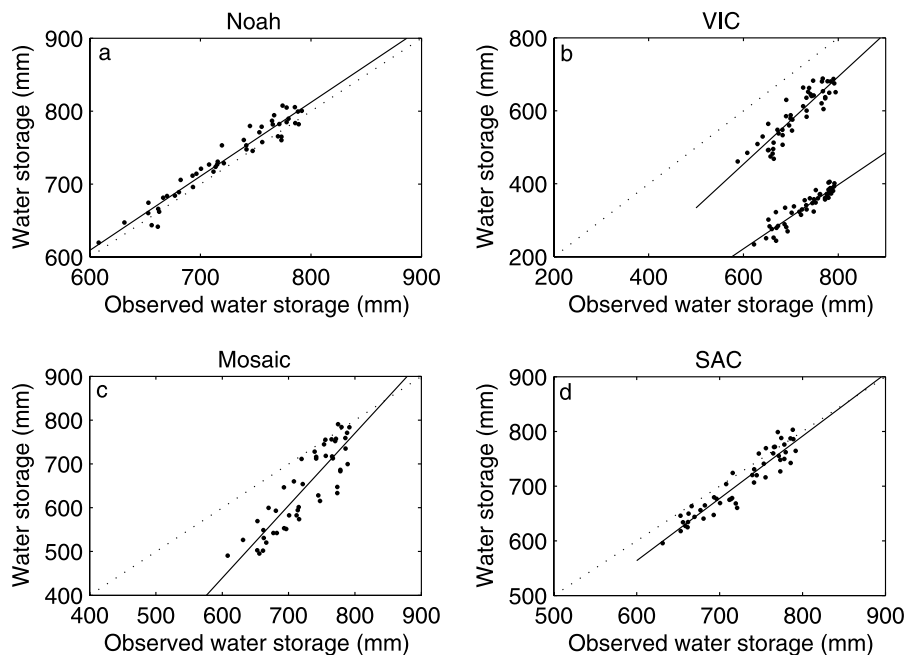 Noah
a
Water storage (mm)
900
800
700
600
600 700 800 900
Observed water storage (mm)
VIC
b
Water storage (mm)
800
600
400
200
200 400 600 800
Observed water storage (mm)
Mosaic
c
Water storage (mm)
900
800
700
600
500
400
400 500 600 700 800 900
Observed water storage (mm)
SAC
d
Water storage (mm)
900
800
700
600
500
500 600 700 800 900
Observed water storage (mm)